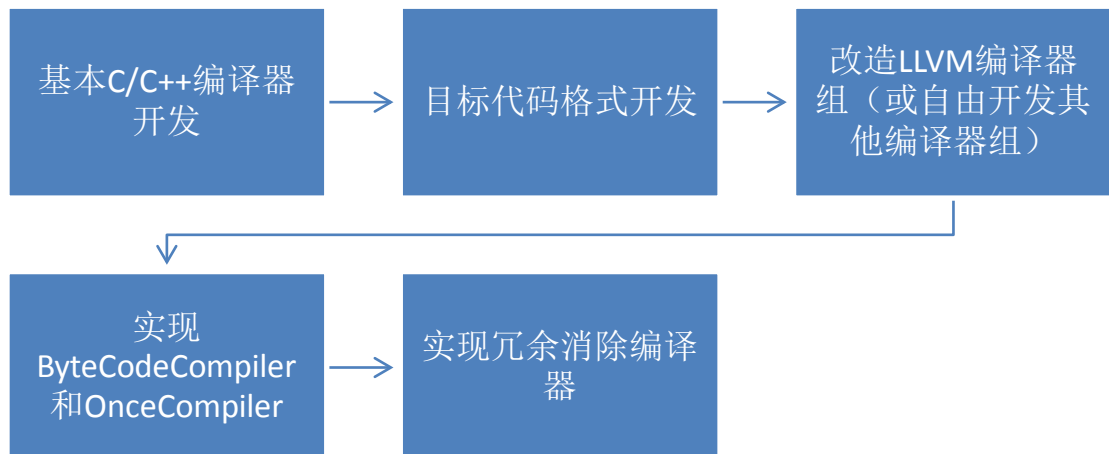 基本C/C++编译器
开发
目标代码格式开发
改造LLVM编译器
组（或自由开发其
他编译器组）
实现
ByteCodeCompiler
和OnceCompiler
实现冗余消除编译
器